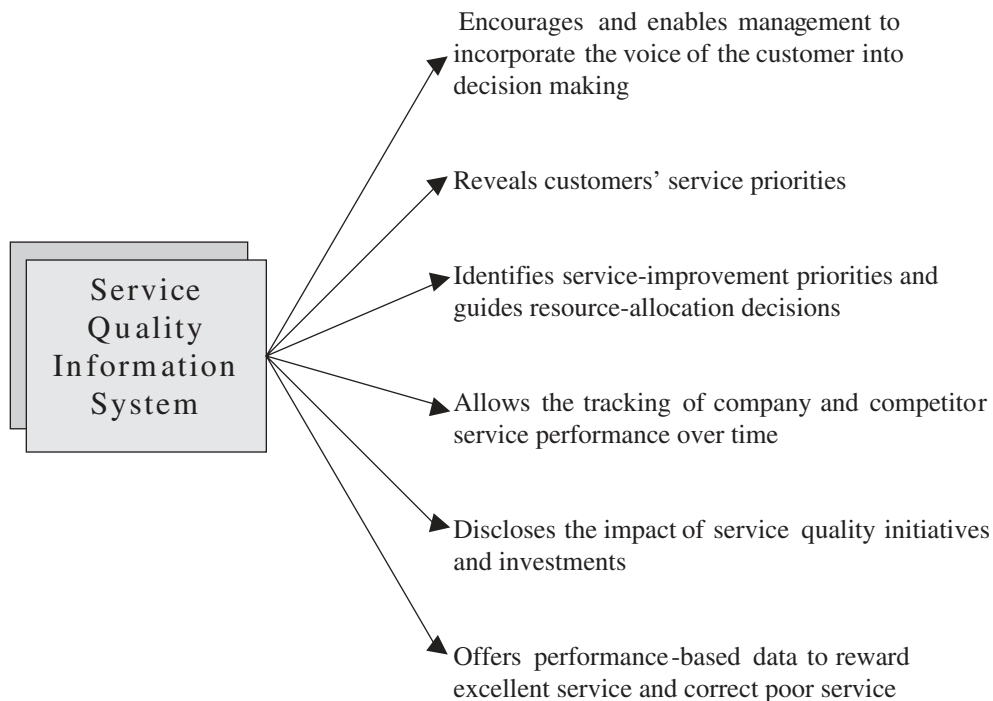 Encourages and enables management to
incorporate the voice of the customer into
decision making
Reveals customers’ service priorities
Identifies service-improvement priorities and
guides resource-allocation decisions
Service
Quality
Information
System
Allows the tracking of company and competitor
service performance over time
Discloses the impact of service quality initiatives
and investments
Offers performance-based data to reward
excellent service and correct poor service